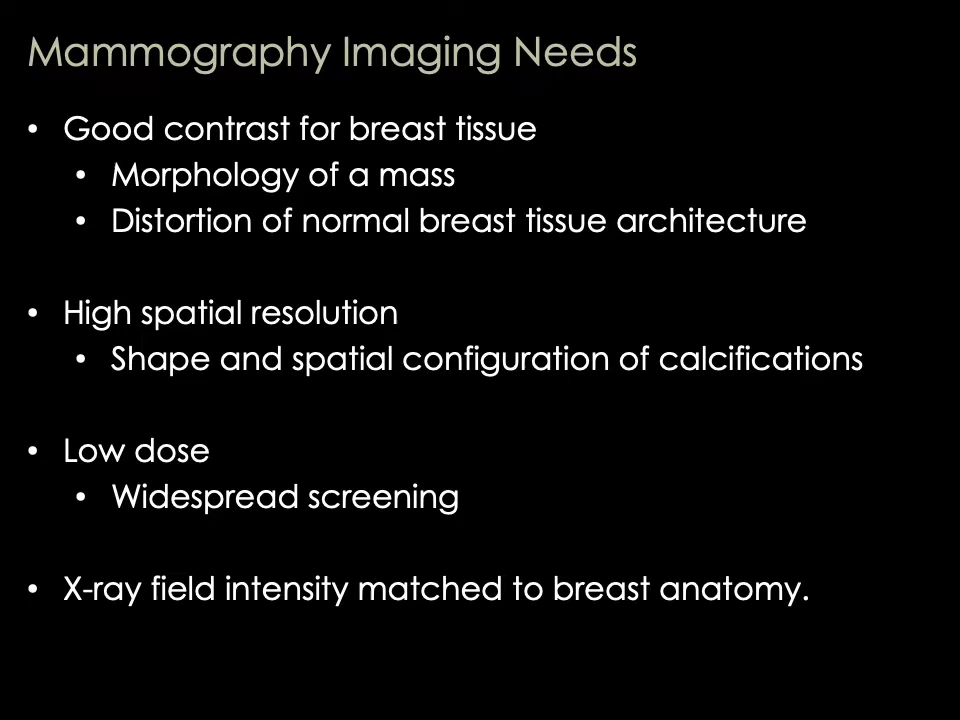 Mammography Imaging Needs
• Good contrast for breast tissue
• Morphology of a mass
• Distortion of normal breast tissue architecture
• High spatial resolution
• Shape and spatial configuration of calcifications
• Low dose
• Widespread screening
• X-ray field intensity matched to breast anatomy.